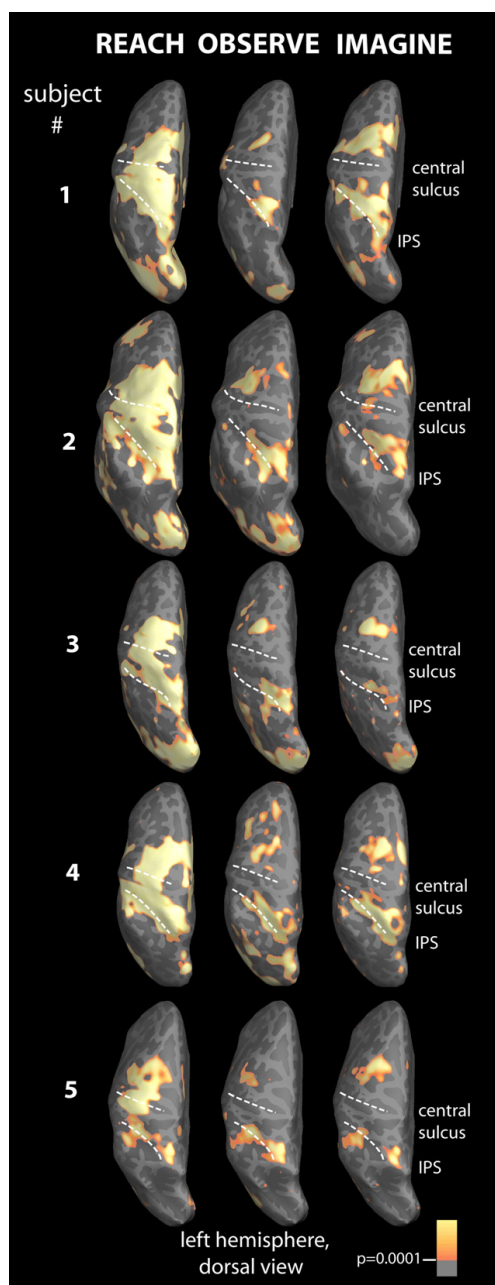 REACH OBSERVE IMAGINE
subject
#
1
central
sulcus
IPS
2
central
sulcus
IPS
3
central
sulcus
IPS
4
central
sulcus
IPS
5
central
sulcus
IPS
left hemisphere,
dorsal view
p=0.0001